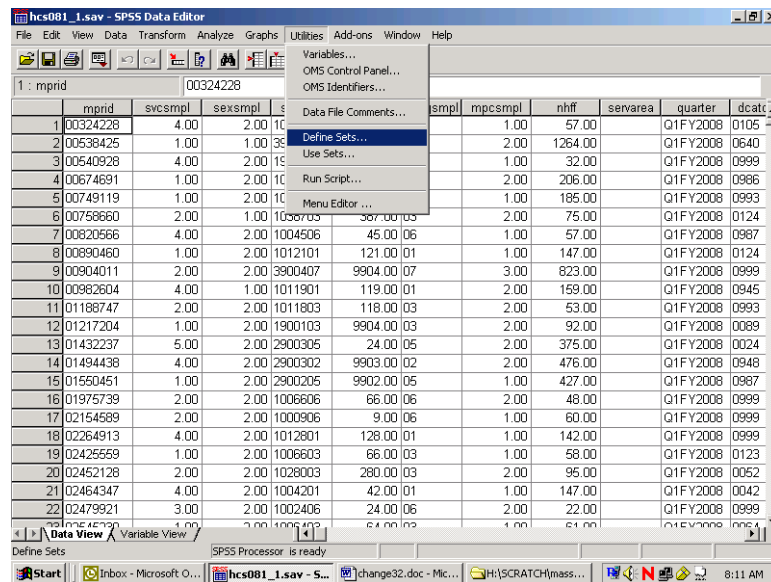 hcs081_1.sav - SPSS Data Editor
File Edit View Data Transform Analyze Graphs Utilities Add-ons Window Help
Variables...
OMS Control Panel...
OMS Identifiers...
Data File Comments...
Define Sets...
Use Sets...
Run Script...
Menu Editor ...
1 : mprid 00324228
mprid svcsmpl sexsmpl mpcsmpl nhff servarea quarter
1 00324228 4.00 2.00 1.00 57.00 Q1FY2008 0105
2 00538425 1.00 1.00 2.00 1264.00 Q1FY2008 0640
3 00540928 4.00 2.00 1.00 32.00 Q1FY2008 0999
4 00674691 1.00 2.00 2.00 206.00 Q1FY2008 0986
5 00749119 1.00 2.00 1.00 185.00 Q1FY2008 0993
6 00758660 2.00 1.00 1038703 387.00 03 2.00 75.00 Q1FY2008 0124
7 00820566 4.00 2.00 1004506 45.00 06 1.00 57.00 Q1FY2008 0987
8 00890460 1.00 2.00 1012101 121.00 01 1.00 147.00 Q1FY2008 0124
9 00904011 2.00 2.00 3900407 9904.00 07 3.00 823.00 Q1FY2008 0999
10 00982604 4.00 1.00 1011901 119.00 01 2.00 159.00 Q1FY2008 0945
11 01188747 2.00 2.00 1011803 118.00 03 2.00 53.00 Q1FY2008 0993
12 01217204 1.00 2.00 1900103 9904.00 03 2.00 92.00 Q1FY2008 0089
13 01432237 5.00 2.00 2900305 24.00 05 2.00 375.00 Q1FY2008 0024
14 01494438 4.00 2.00 2900302 9903.00 02 2.00 476.00 Q1FY2008 0948
15 01550451 1.00 2.00 2900205 9902.00 05 1.00 427.00 Q1FY2008 0987
16 01975739 2.00 2.00 1006606 66.00 06 2.00 48.00 Q1FY2008 0999
17 02154589 2.00 2.00 1000906 9.00 06 1.00 60.00 Q1FY2008 0999
18 02264913 4.00 2.00 1012801 128.00 01 1.00 142.00 Q1FY2008 0999
19 02425559 1.00 2.00 1006603 66.00 03 1.00 58.00 Q1FY2008 0123
20 02452128 2.00 2.00 1028003 280.00 03 2.00 95.00 Q1FY2008 0052
21 02464347 4.00 2.00 1004201 42.00 01 1.00 147.00 Q1FY2008 0042
22 02479921 3.00 2.00 1002406 24.00 06 2.00 22.00 Q1FY2008 0999
Data View Variable View
Define Sets SPSS Processor is ready
Start Inbox - Microsoft O... hcs081_1.sav - S... change32.doc - Mic... H:\SCRATCH\mass... 8:11 AM